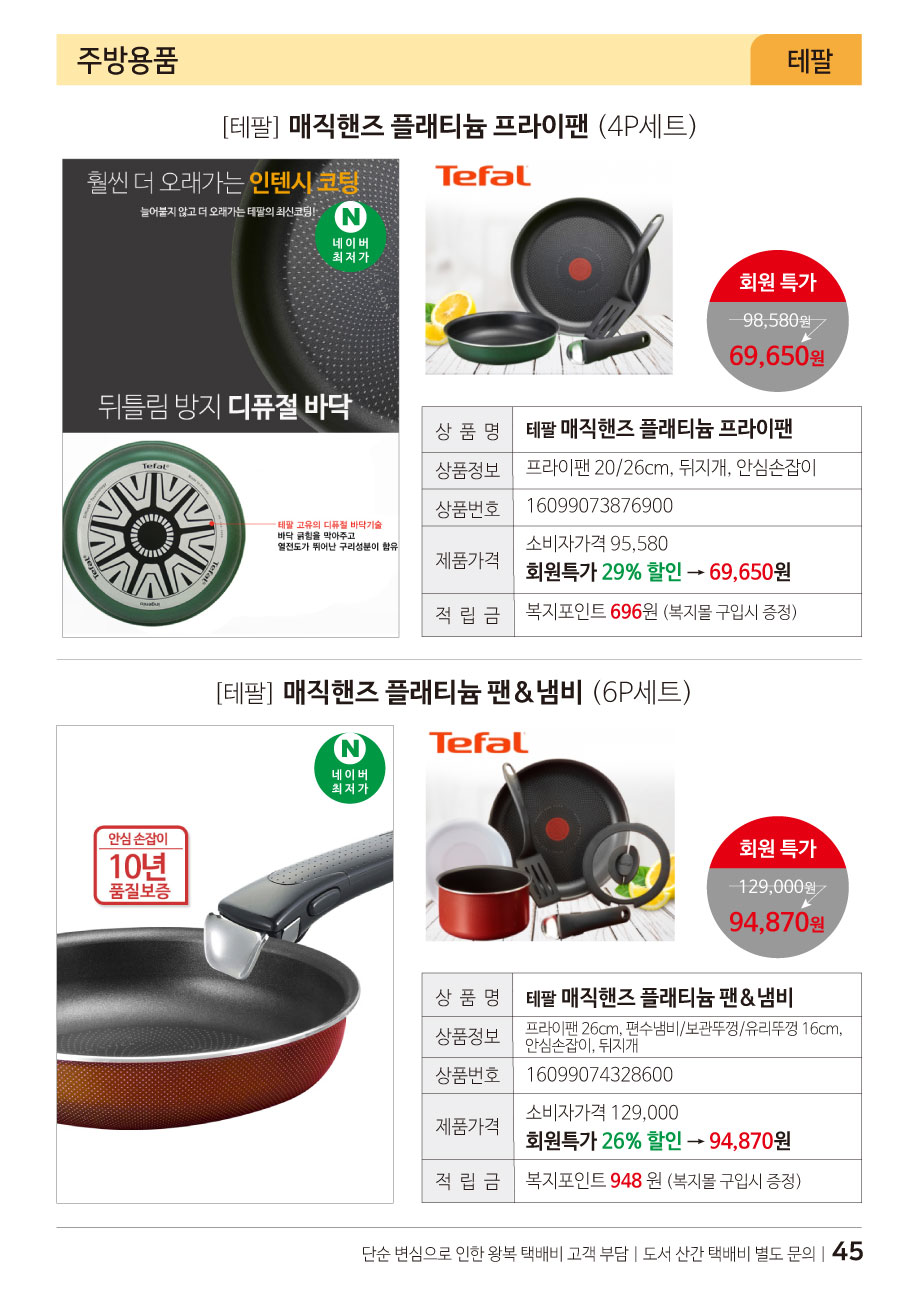 주방용품
테팔
[테팔] 매직핸즈 플래티늄 프라이팬 (4P세트)
훨씬 더 오래가는 인텐시 코팅
늘어붙지 않고 더 오래가는 테팔의 최신코팅!
N
네이버
최저가
뒤틀림 방지 디퓨절 바닥
Tefal®
Tefal®
Tefal®
Ingenio
테팔 고유의 디퓨절 바닥기술
바닥 긁힘을 막아주고
열전도가 뛰어난 구리성분이 함유
Tefal
회원 특가
98,580원
69,650원
상 품 명 테팔 매직핸즈 플래티늄 프라이팬
상품정보 프라이팬 20/26cm, 뒤지개, 안심손잡이
상품번호 16099073876900
제품가격 소비자가격 95,580
회원특가 29% 할인 → 69,650원
적 립 금 복지포인트 696원 (복지몰 구입시 증정)
[테팔] 매직핸즈 플래티늄 팬&냄비 (6P세트)
N
네이버
최저가
안심 손잡이
10년
품질보증
Tefal
회원 특가
129,000원
94,870원
상 품 명 테팔 매직핸즈 플래티늄 팬&냄비
상품정보 프라이팬 26cm, 편수냄비/보관뚜껑/유리뚜껑 16cm,
안심손잡이, 뒤지개
상품번호 16099074328600
제품가격 소비자가격 129,000
회원특가 26% 할인 → 94,870원
적 립 금 복지포인트 948 원 (복지몰 구입시 증정)
단순 변심으로 인한 왕복 택배비 고객 부담 | 도서 산간 택배비 별도 문의 | 45